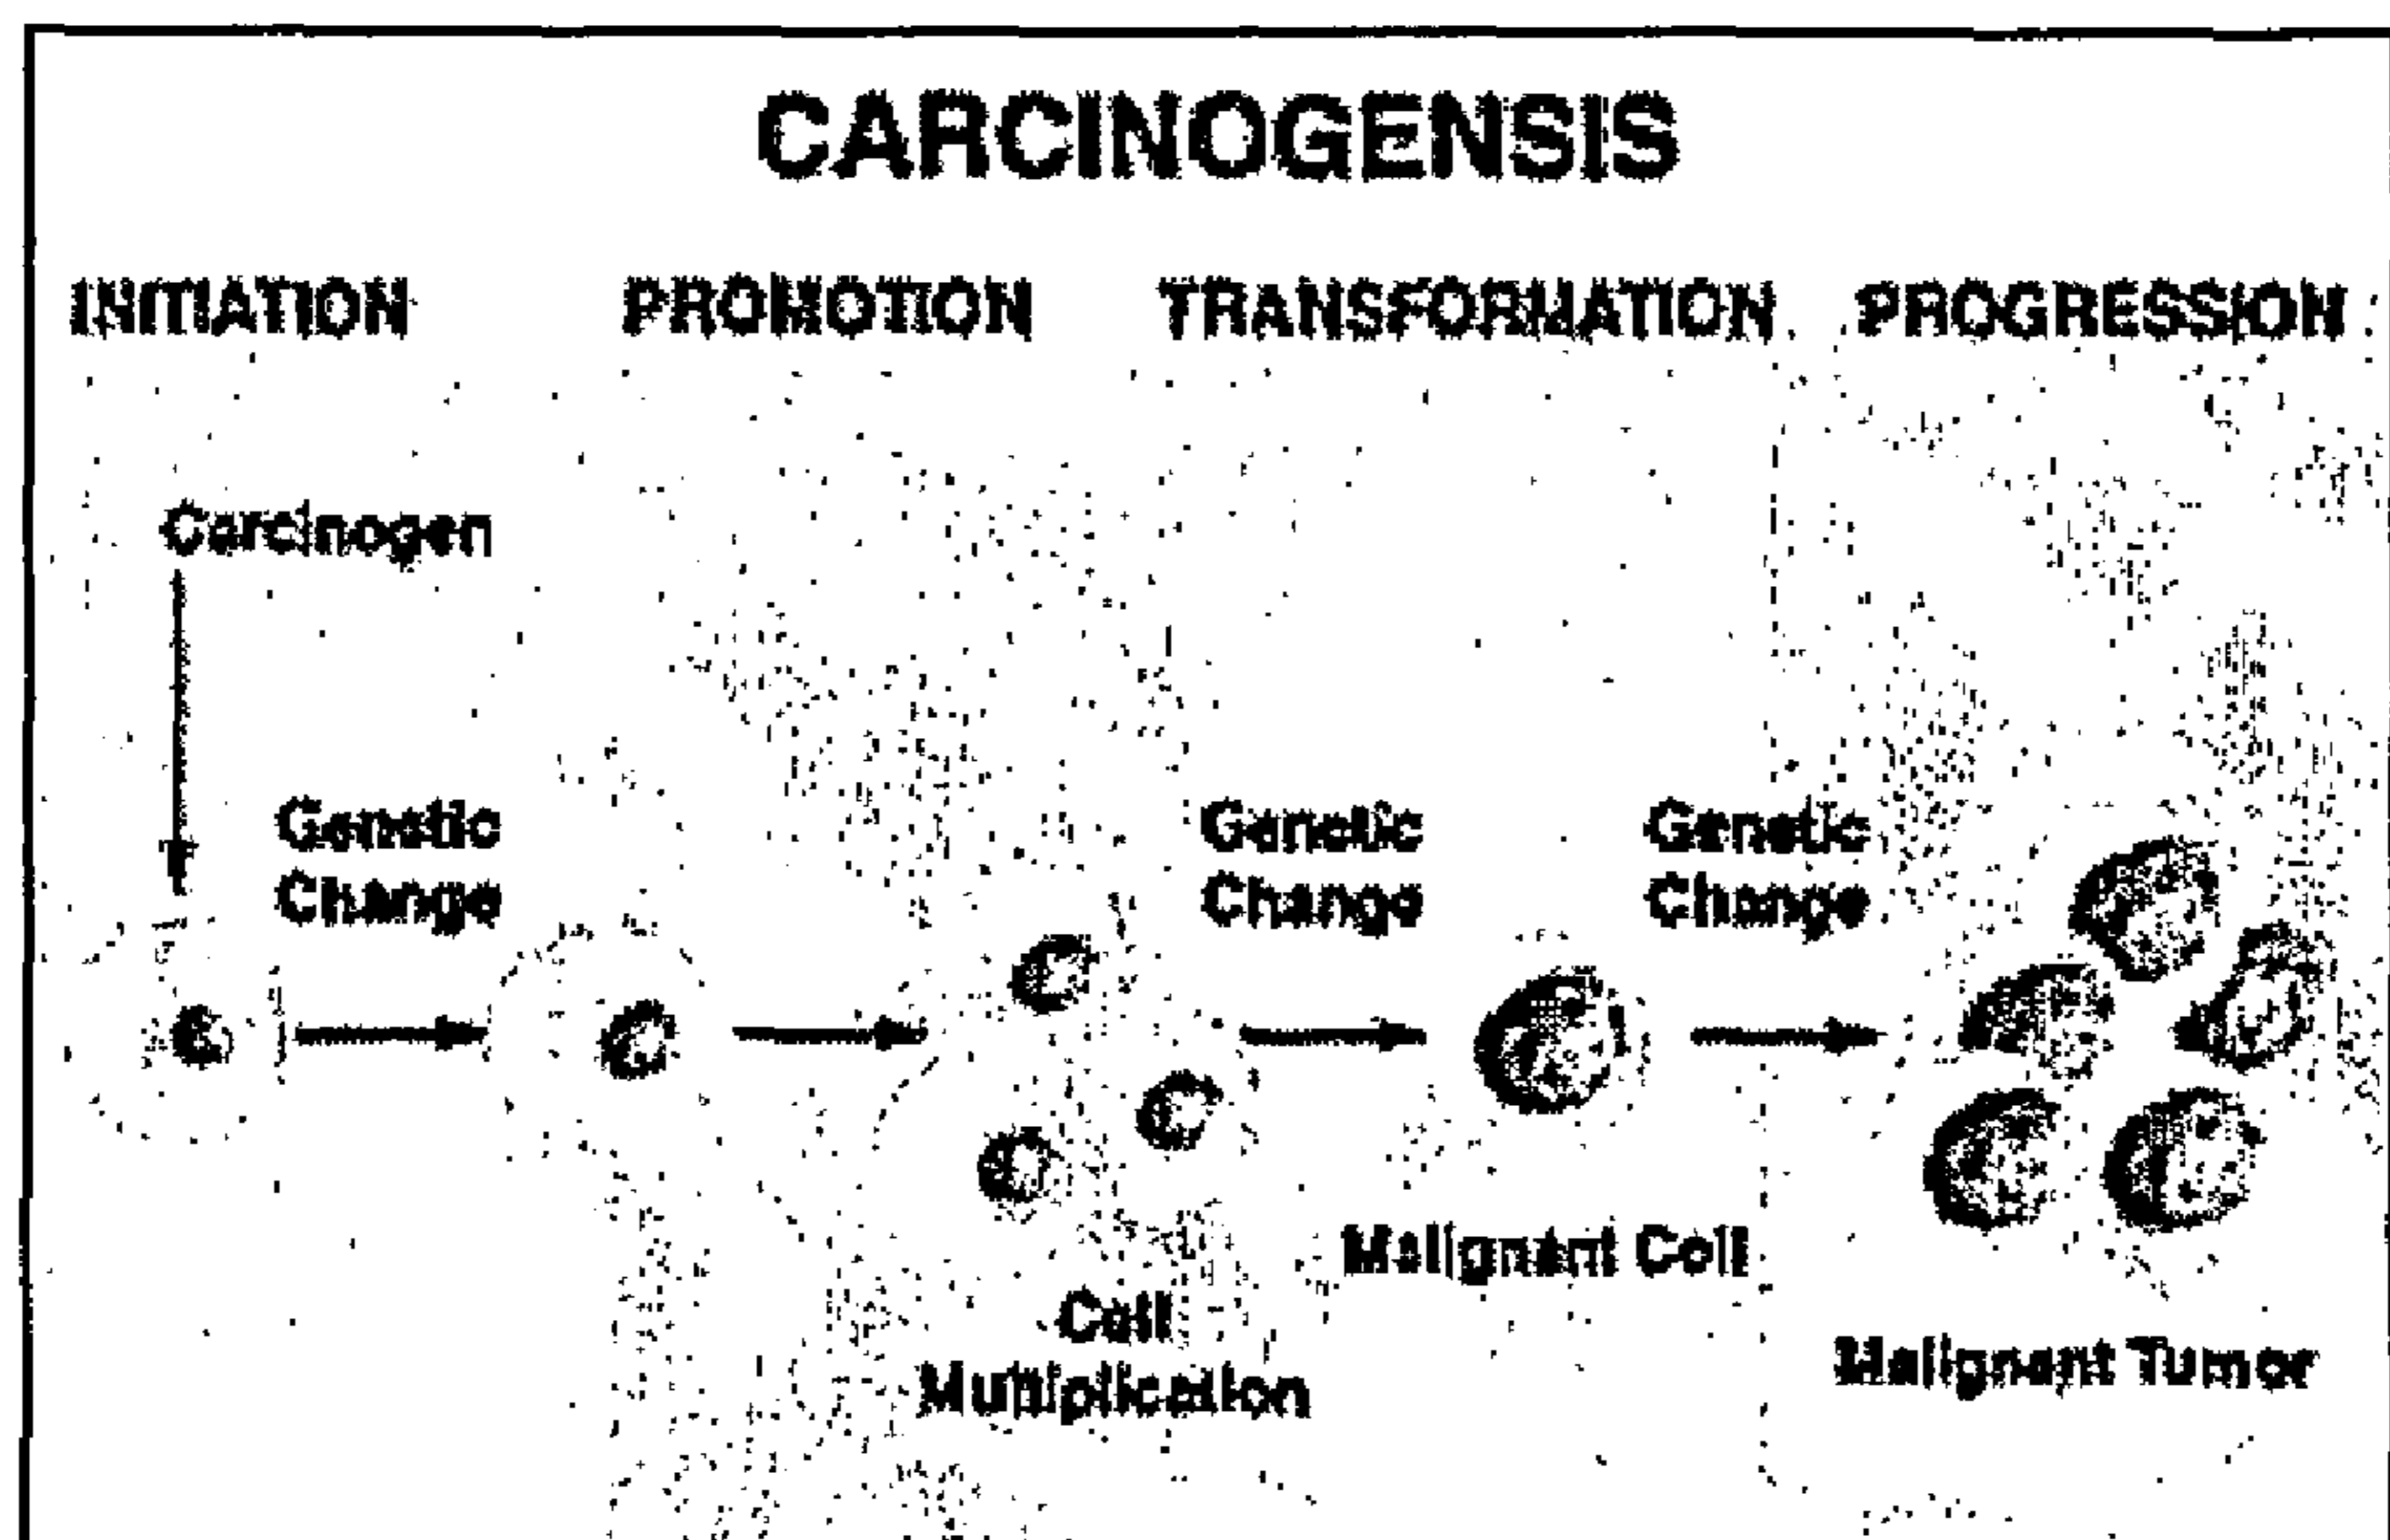 CARCINOGENSIS
INITIATION PROMOTION TRANSFORMATION PROGRESSION
Carcinogen
Genetic Change
Genetic Change
Genetic Change
Malignant Cell
Cell
Multiplication
Malignant Tumor